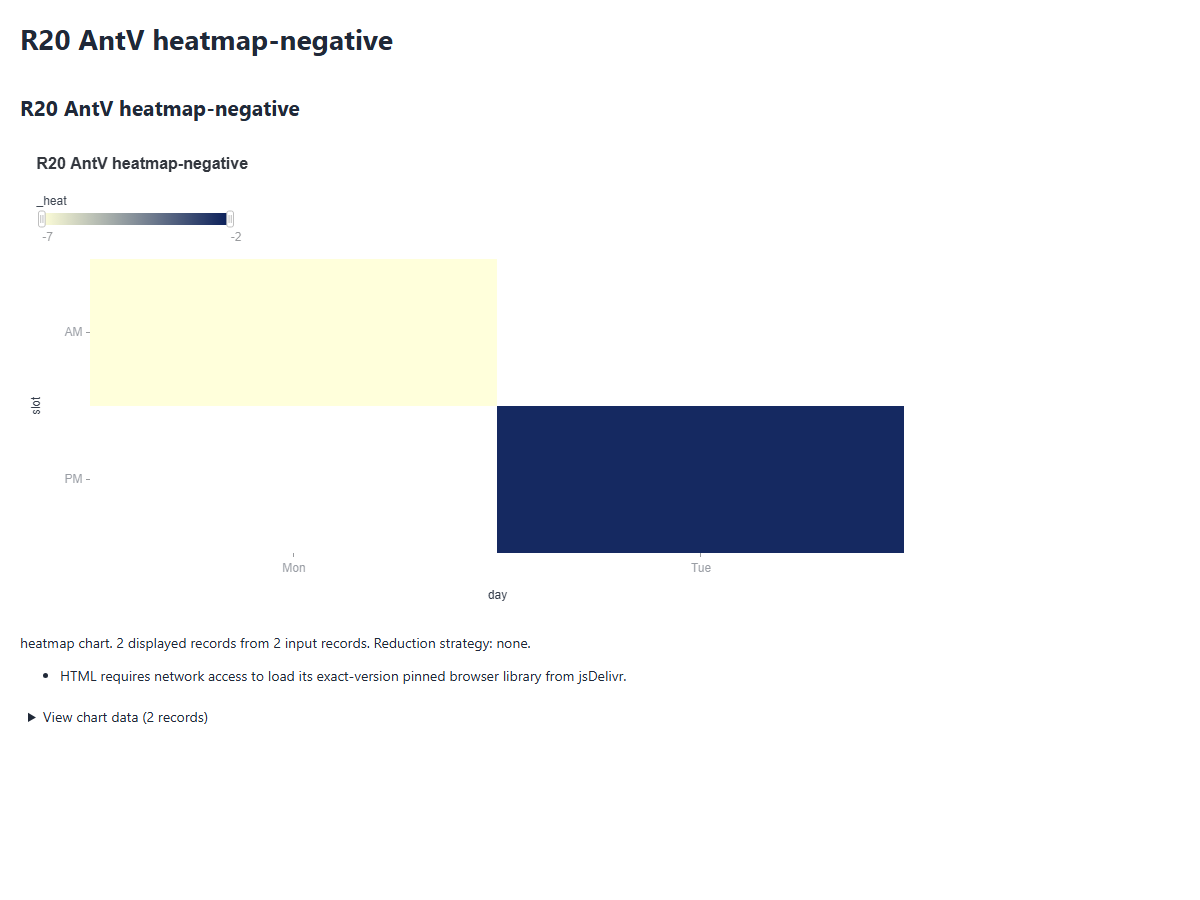 R20 AntV heatmap-negative
R20 AntV heatmap-negative
R20 AntV heatmap-negative
_heat
-7 -2
AM
slot
PM
Mon Tue
day
heatmap chart. 2 displayed records from 2 input records. Reduction strategy: none.
HTML requires network access to load its exact-version pinned browser library from jsDelivr.
View chart data (2 records)